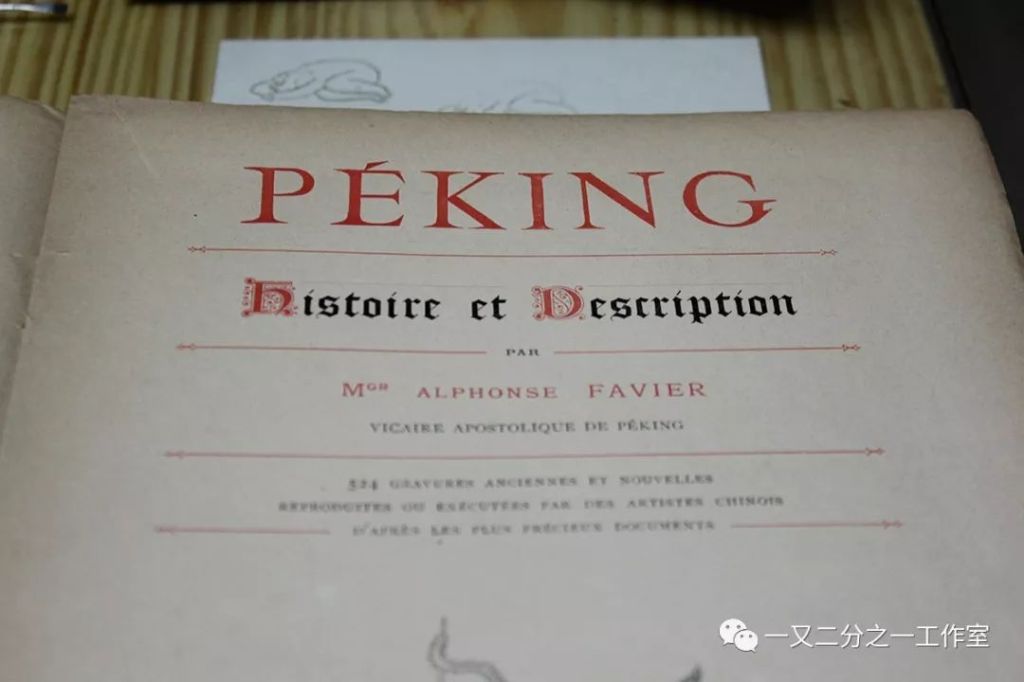 PÉKING
Histoire et Description
PAR
MGR ALPHONSE FAVIER
VICAIRE APOSTOLIQUE DE PÉKING
524 GRAVURES ANCIENNES ET NOUVELLES
REPRODUITES OU EXÉCUTÉES PAR DES ARTISTES CHINOIS
D'APRÈS LES PLUS PRÉCIEUX DOCUMENTS
一又二分之一工作室